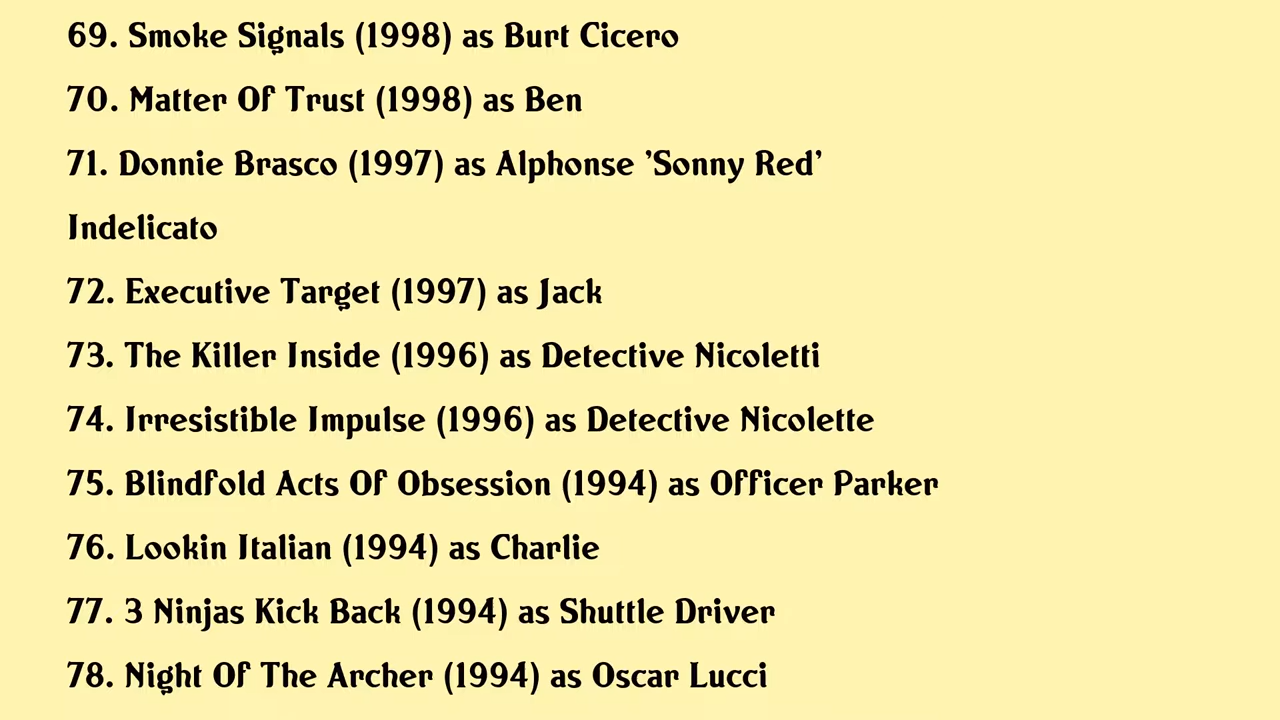 69. Smoke Signals (1998) as Burt Cicero
70. Matter Of Trust (1998) as Ben
71. Donnie Brasco (1997) as Alphonse 'Sonny Red'
Indelicato
72. Executive Target (1997) as Jack
73. The Killer Inside (1996) as Detective Nicoletti
74. Irresistible Impulse (1996) as Detective Nicolette
75. Blindfold Acts Of Obsession (1994) as Officer Parker
76. Lookin Italian (1994) as Charlie
77. 3 Ninjas Kick Back (1994) as Shuttle Driver
78. Night Of The Archer (1994) as Oscar Lucci